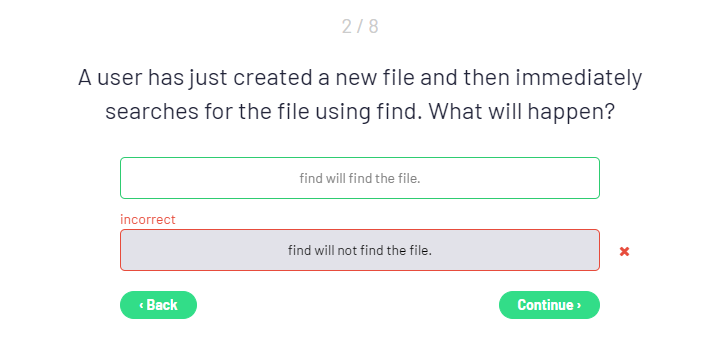 2 / 8
A user has just created a new file and then immediately
searches for the file using find. What will happen?
find will find the file.
incorrect
find will not find the file.
‹ Back
Continue ›